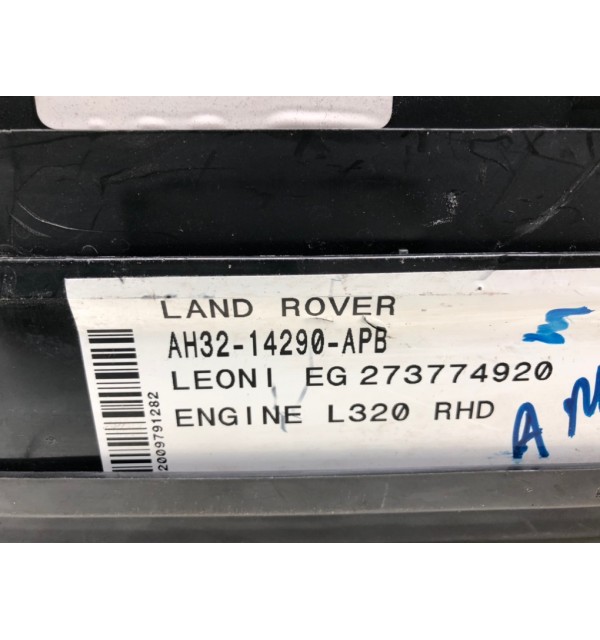 LAND ROVER
AH32-14290-APB
LEONI EG 273774920
ENGINE L320 RHD
2009791282